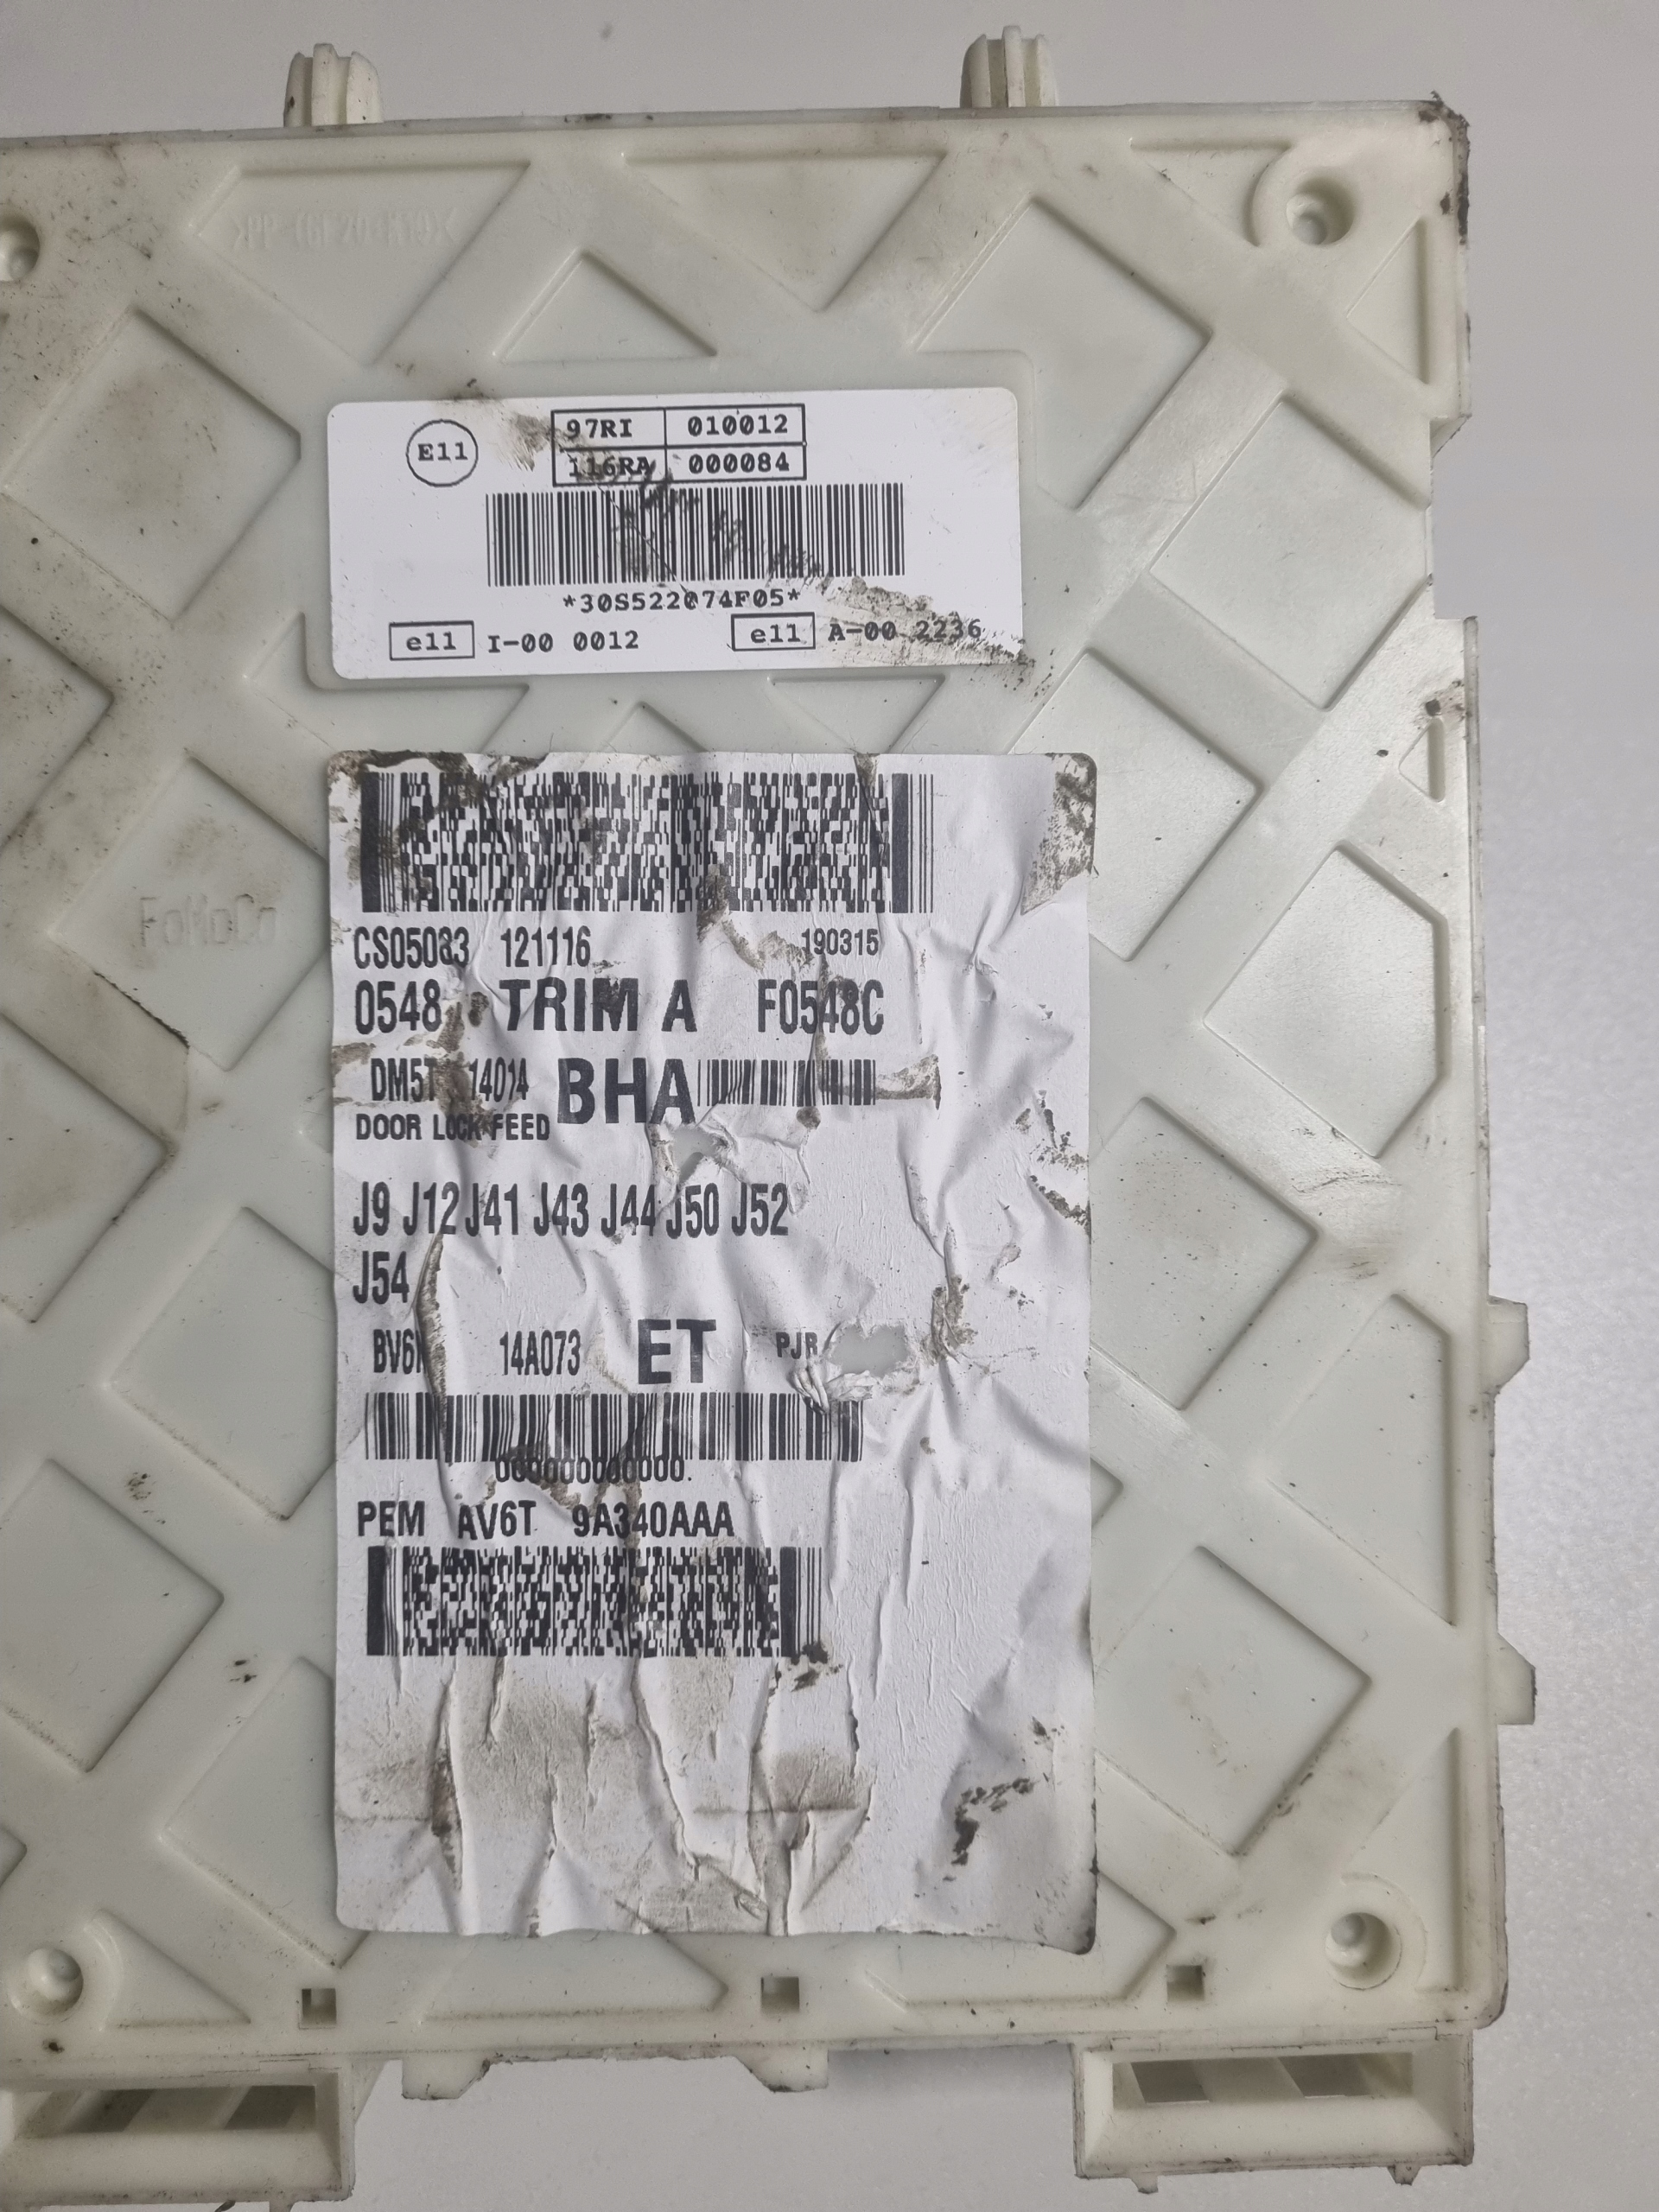 E11 97RI 010012
116RA 000084
*30S522074F05*
e11 I-00 0012 e11 A-00 2236
FoMoCo
CS05083 121116 190315
0548 TRIM A F0548C
DM5T 14014 BHA
DOOR LOCK FEED
J9 J12 J41 J43 J44 J50 J52
J54
14A073 ET PJR
000000000000
PEM AV6T 9A340AAA